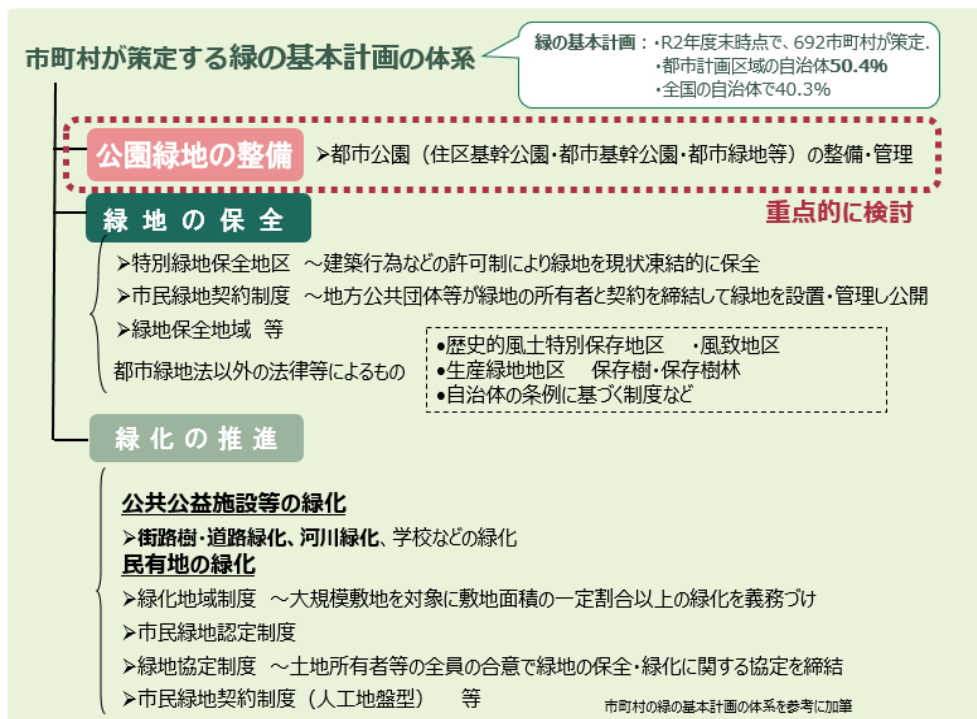 市町村が策定する緑の基本計画の体系
緑の基本計画：・R2年度末時点で、692市町村が策定.
・都市計画区域の自治体50.4%
・全国の自治体で40.3%
公園緑地の整備 ➢都市公園（住区基幹公園・都市基幹公園・都市緑地等）の整備・管理
重点的に検討
緑地の保全
➢特別緑地保全地区 ～建築行為などの許可制により緑地を現状凍結的に保全
➢市民緑地契約制度 ～地方公共団体等が緑地の所有者と契約を締結して緑地を設置・管理し公開
➢緑地保全地域 等
都市緑地法以外の法律等によるもの
●歴史的風土特別保存地区 ・風致地区
●生産緑地地区 保存樹・保存樹林
●自治体の条例に基づく制度など
緑化の推進
公共公益施設等の緑化
➢街路樹・道路緑化、河川緑化、学校などの緑化
民有地の緑化
➢緑化地域制度 ～大規模敷地を対象に敷地面積の一定割合以上の緑化を義務づけ
➢市民緑地認定制度
➢緑地協定制度 ～土地所有者等の全員の合意で緑地の保全・緑化に関する協定を締結
➢市民緑地契約制度（人工地盤型） 等
市町村の緑の基本計画の体系を参考に加筆